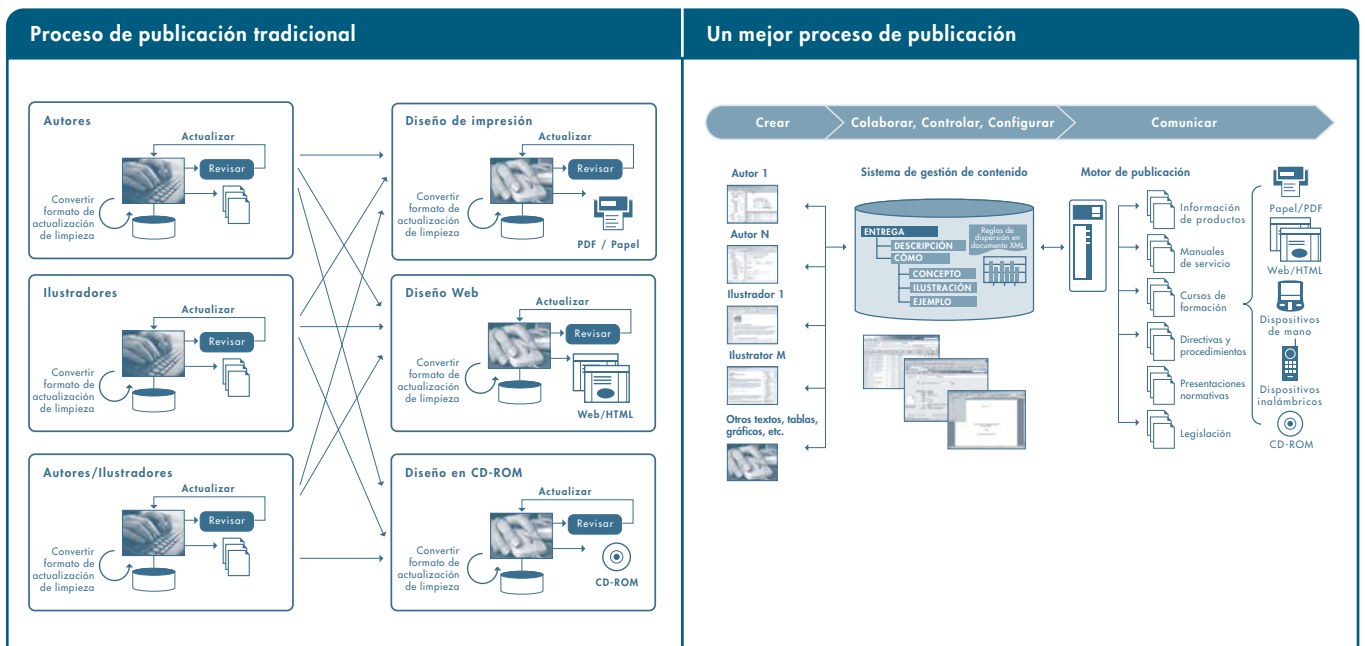 Proceso de publicación tradicional
Autores
Actualizar
Revisar
Convertir
formato de
actualización
de limpieza
Ilustradores
Actualizar
Revisar
Convertir
formato de
actualización
de limpieza
Autores/Ilustradores
Actualizar
Revisar
Convertir
formato de
actualización
de limpieza
Diseño de impresión
Actualizar
Revisar
Convertir
formato de
actualización
de limpieza
PDF / Papel
Diseño Web
Actualizar
Revisar
Convertir
formato de
actualización
de limpieza
Web/HTML
Diseño en CD-ROM
Actualizar
Revisar
Convertir
formato de
actualización
de limpieza
CD-ROM
Un mejor proceso de publicación
Crear
Colaborar, Controlar, Configurar
Comunicar
Autor 1
Autor N
Ilustrador 1
Ilustrator M
Otros textos, tablas,
gráficos, etc.
Sistema de gestión de contenido
ENTREGA
DESCRIPCIÓN
CÓMO
CONCEPTO
ILUSTRACIÓN
EJEMPLO
Reglas de
dispersión en
documento XML
Motor de publicación
Información
de productos
Manuales
de servicio
Cursos de
formación
Directivas y
procedimientos
Presentaciones
normativas
Legislación
Papel/PDF
Web/HTML
Dispositivos
de mano
Dispositivos
inalámbricos
CD-ROM